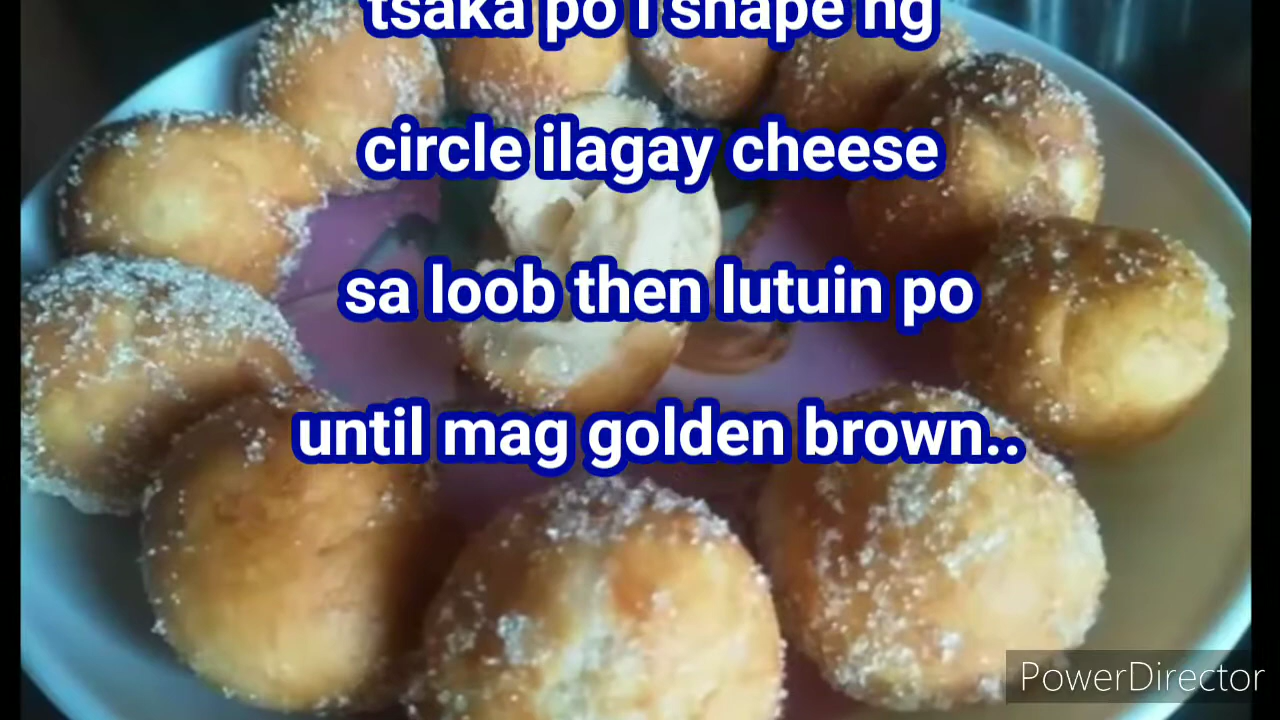 tsaka po i shape ng
circle ilagay cheese
sa loob then lutuin po
until mag golden brown..
PowerDirector